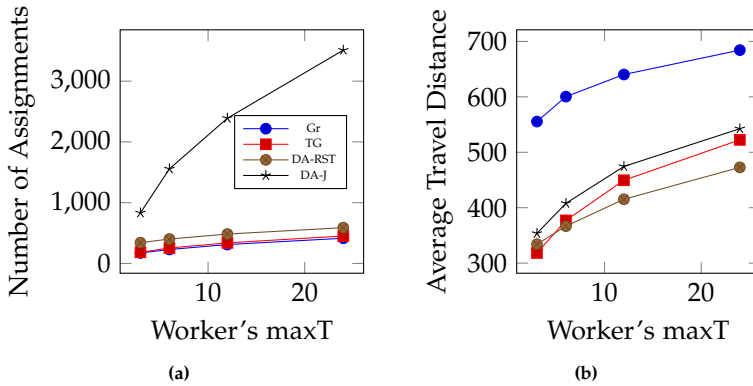 Number of Assignments
3,000
2,000
1,000
0
10
20
Worker's maxT
Gr
TG
DA-RST
DA-J
(a)
Average Travel Distance
700
600
500
400
300
10
20
Worker's maxT
(b)